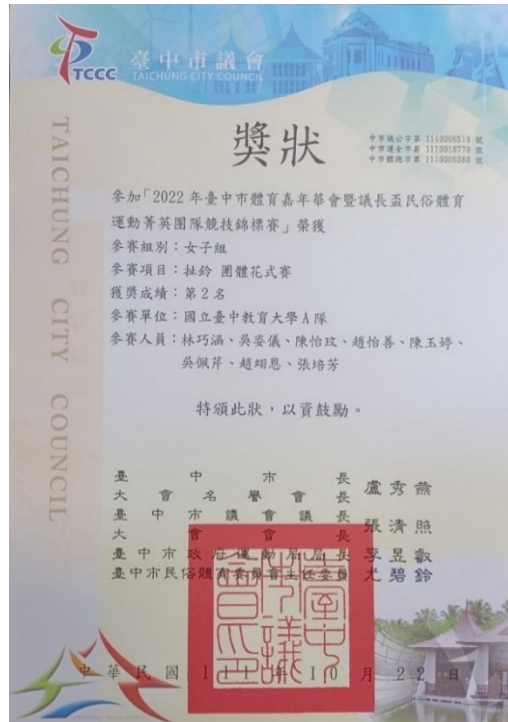 TCCC 臺中市議會
TAICHUNG CITY COUNCIL
TAICHUNG CITY COUNCIL
獎狀
中市議公字第 1110006519 號
中市運全字第 1110018770 號
中市體總字第 1110000380 號
參加「2022 年臺中市體育嘉年華會暨議長盃民俗體育
運動菁英團隊競技錦標賽」榮獲
參賽組別：女子組
參賽項目：扯鈴 團體花式賽
獲獎成績：第 2 名
參賽單位：國立臺中教育大學 A 隊
參賽人員：林巧涵、吳姿儀、陳怡玟、趙怡善、陳玉婷、
吳佩芹、趙翊恩、張培芳
特頒此狀，以資鼓勵。
臺中市長 盧秀燕
大會名譽會長
臺中市議會議長 張清照
大會會長
臺中市政府運動局局長 李昱叡
臺中市民俗體育委員會主任委員 尤碧鈴
臺中市議會印
中華民國 111 年 10 月 22 日